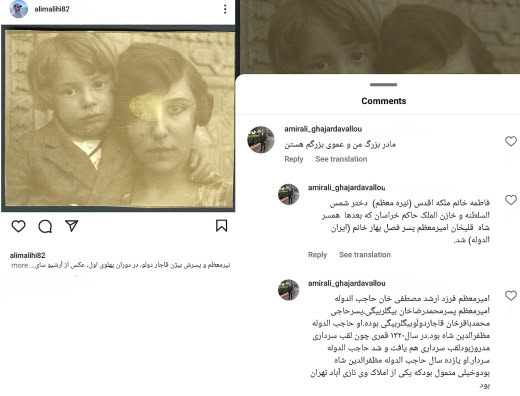 alimalihi82
alimalihi82
نیرمعظم و پسرش بیژن قاجار دولو، در دوران پهلوی اول، عکس از آرشیو سای... more
Comments
amirali_ghajardavallou
مادر بزرگ من و عموی بزرگم هستن
Reply See translation
amirali_ghajardavallou
فاطمه خانم ملکه اقدس (نیره معظم) دختر شمس
السلطنه و خازن الملک حاکم خراسان که بعدها همسر
شاه قلیخان امیرمعظم پسر فصل بهار خانم (ایران
الدوله) شد.
Reply See translation
amirali_ghajardavallou
امیرمعظم فرزند ارشد مصطفی خان حاجب الدوله
امیرمعظم پسرمحمدرضاخان بیگلربیگی،پسرحاجی
محمدباقرخان قاجاردولوبیگلربیگی بوده.او حاجب الدوله
مظفرالدین شاه بود.در سال۱۳۲۰ قمری چون لقب سرداری
مدروزبودلقب سرداری هم یافت و شد حاجب الدوله
سردار.او یازده سال حاجب الدوله مظفرالدین شاه
بودوخیلی متمول بودکه یکی از املاک وی نازی آباد تهران
بود